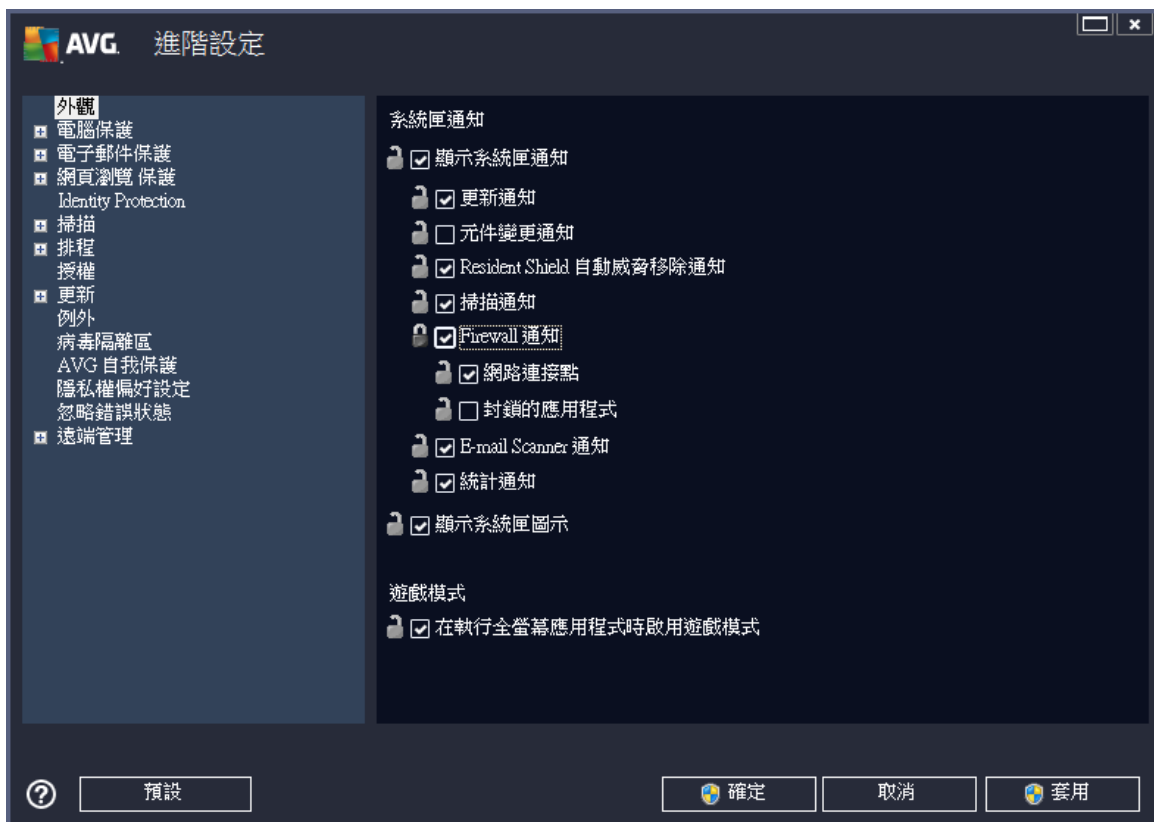 AVG. 進階設定
外觀
電腦保護
電子郵件保護
網頁瀏覽 保護
Identity Protection
掃描
排程
授權
更新
例外
病毒隔離區
AVG 自我保護
隱私權偏好設定
忽略錯誤狀態
遠端管理
系統匣通知
顯示系統匣通知
更新通知
元件變更通知
Resident Shield 自動威脅移除通知
掃描通知
Firewall 通知
網路連接點
封鎖的應用程式
E-mail Scanner 通知
統計通知
顯示系統匣圖示
遊戲模式
在執行全螢幕應用程式時啟用遊戲模式
預設
確定
取消
套用